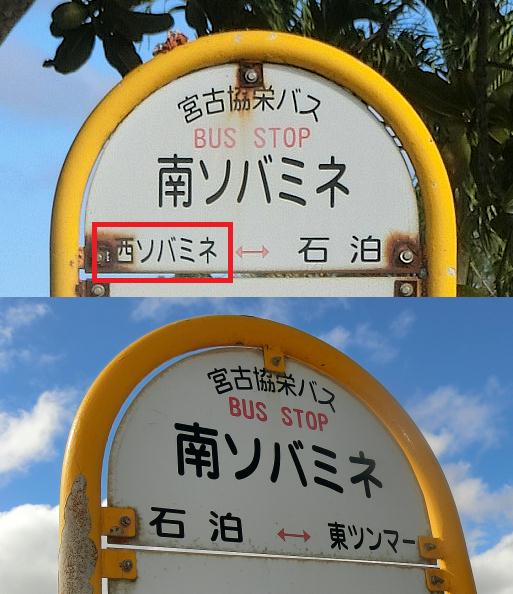 宮古協栄バス
BUS STOP
南ソバミネ
西ソバミネ ↔ 石泊
宮古協栄バス
BUS STOP
南ソバミネ
石泊 ↔ 東ツンマー